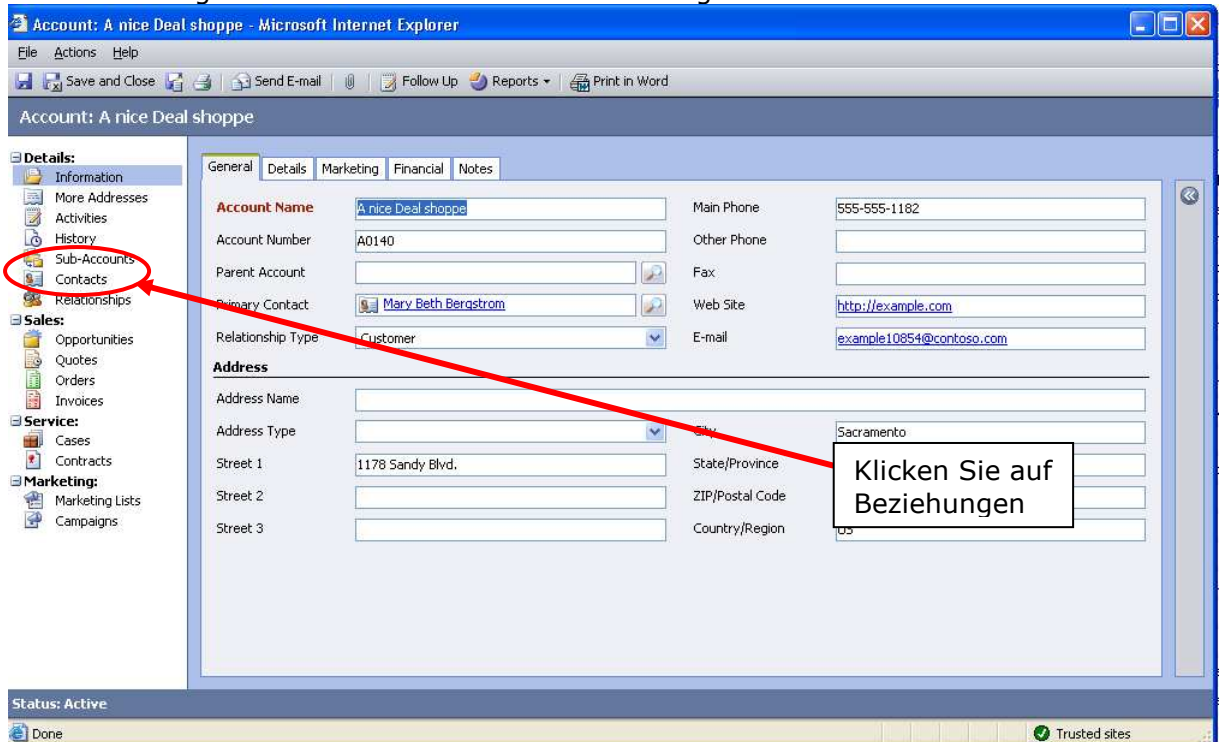 Account: A nice Deal shoppe - Microsoft Internet Explorer
File Actions Help
Save and Close Send E-mail Follow Up Reports Print in Word
Account: A nice Deal shoppe
Details:
Information
More Addresses
Activities
History
Sub-Accounts
Contacts
Relationships
Sales:
Opportunities
Quotes
Orders
Invoices
Service:
Cases
Contracts
Marketing:
Marketing Lists
Campaigns
General Details Marketing Financial Notes
Account Name A nice Deal shoppe Main Phone 555-555-1182
Account Number A0140 Other Phone
Parent Account Fax
Primary Contact Mary Beth Bergstrom Web Site http://example.com
Relationship Type Customer E-mail example10854@contoso.com
Address
Address Name
Address Type City Sacramento
Street 1 1178 Sandy Blvd. State/Province
Street 2 ZIP/Postal Code
Street 3 Country/Region US
Klicken Sie auf
Beziehungen
Status: Active
Done Trusted sites